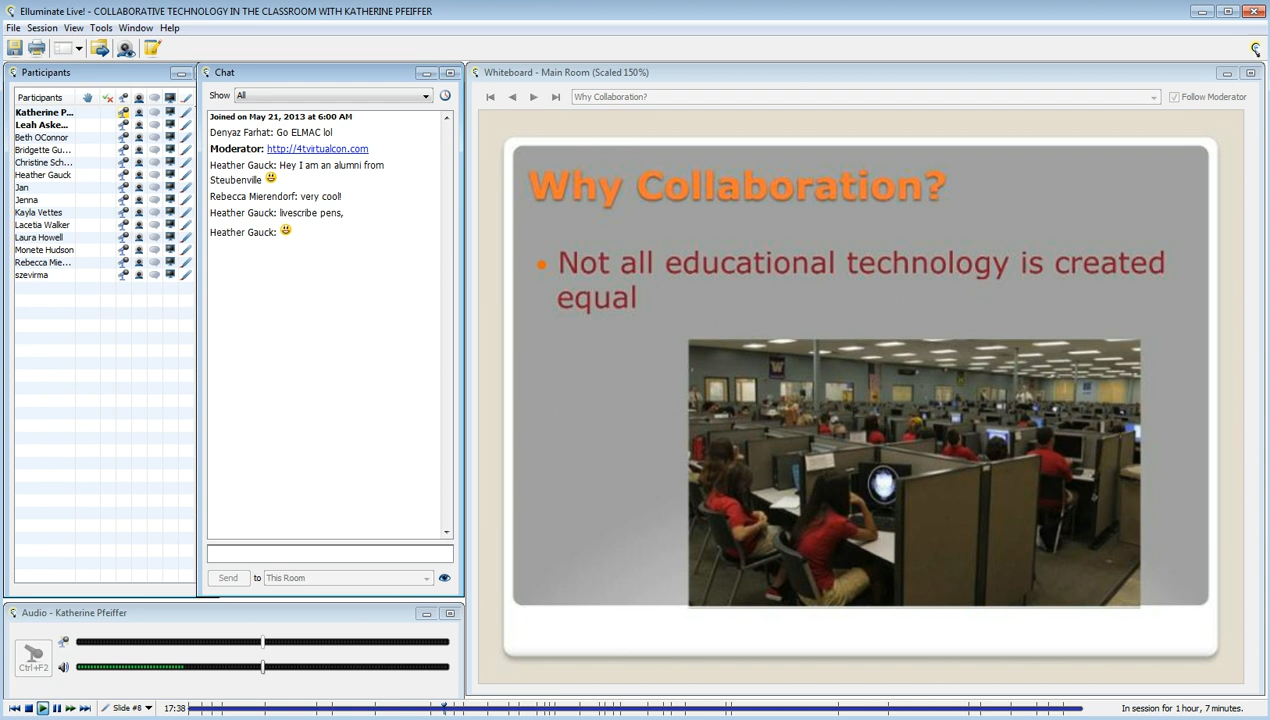 Elluminate Live! - COLLABORATIVE TECHNOLOGY IN THE CLASSROOM WITH KATHERINE PFEIFFER
File Session View Tools Window Help
Participants
Participants
Katherine P...
Leah Aske...
Beth OConnor
Bridgette Gu...
Christine Sch...
Heather Gauck
Jan
Jenna
Kayla Vettes
Lacetia Walker
Laura Howell
Monete Hudson
Rebecca Mie...
szevirma
Chat
Show All
Joined on May 21, 2013 at 6:00 AM
Denyaz Farhat: Go ELMAC lol
Moderator: http://4tvirtualcon.com
Heather Gauck: Hey I am an alumni from
Steubenville
Rebecca Mierendorf: very cool!
Heather Gauck: livescribe pens,
Heather Gauck:
Send to This Room
Audio - Katherine Pfeiffer
Ctrl+F2
Whiteboard - Main Room (Scaled 150%)
Why Collaboration?
Follow Moderator
Why Collaboration?
• Not all educational technology is created
equal
W
Slide #8
17:38
In session for 1 hour, 7 minutes.